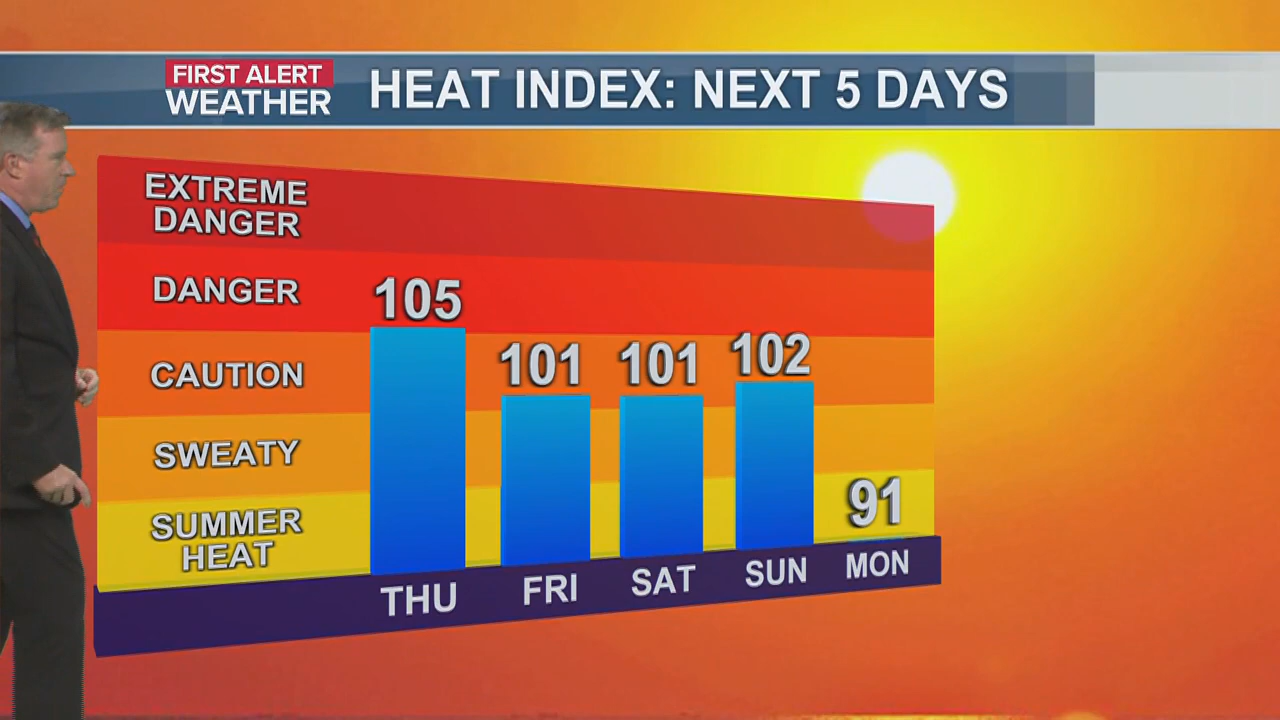 FIRST ALERT
WEATHER
HEAT INDEX: NEXT 5 DAYS
EXTREME
DANGER
DANGER
105
CAUTION
101
101
102
SWEATY
SUMMER
HEAT
91
THU
FRI
SAT
SUN
MON